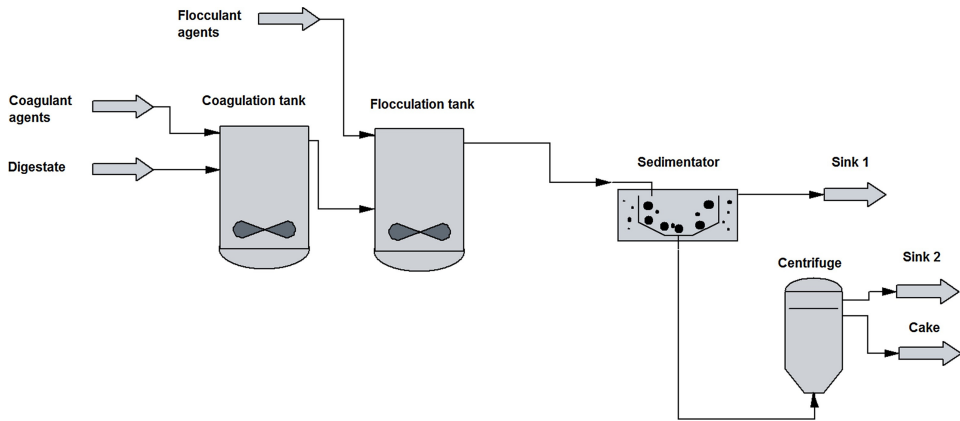 Flocculant
agents
Coagulant
agents
Coagulation tank
Flocculation tank
Digestate
Sedimentator
Sink 1
Centrifuge
Sink 2
Cake